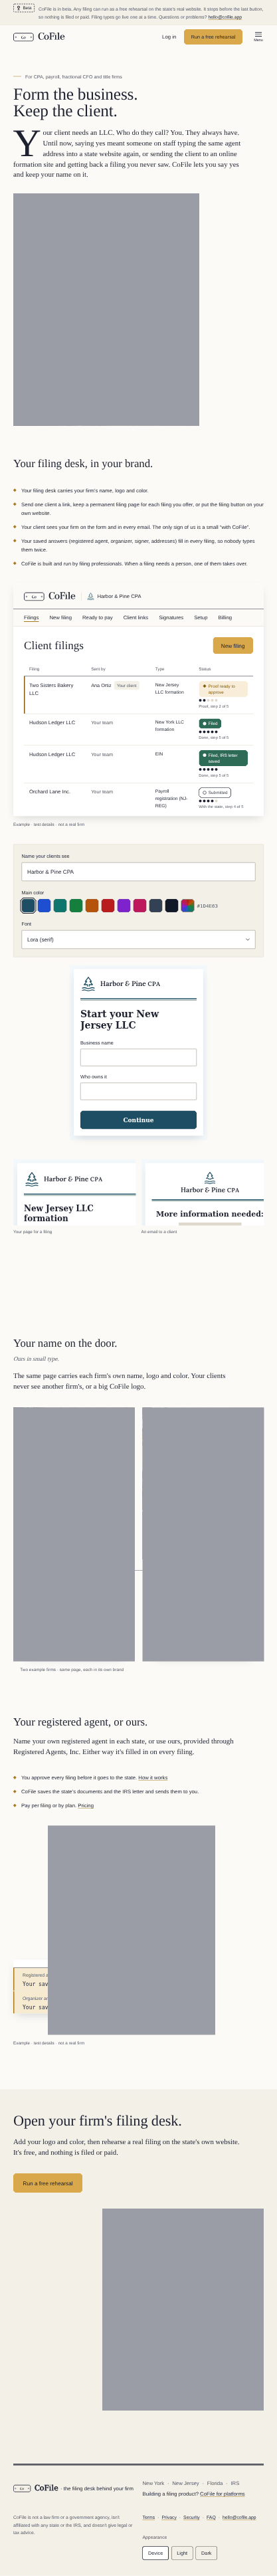 Beta
CoFile is in beta. Any filing can run as a free rehearsal on the state's real website. It stops before the last button,
so nothing is filed or paid. Filing types go live one at a time. Questions or problems? hello@cofile.app
Co CoFile
Log in
Run a free rehearsal
Menu
For CPA, payroll, fractional CFO and title firms
Form the business.
Keep the client.
Your client needs an LLC. Who do they call? You. They always have.
Until now, saying yes meant someone on staff typing the same agent
address into a state website again, or sending the client to an online
formation site and getting back a filing you never saw. CoFile lets you say yes
and keep your name on it.
Your filing desk, in your brand.
Your filing desk carries your firm's name, logo and color.
Send one client a link, keep a permanent filing page for each filing you offer, or put the filing button on your
own website.
Your client sees your firm on the form and in every email. The only sign of us is a small "with CoFile".
Your saved answers (registered agent, organizer, signer, addresses) fill in every filing, so nobody types
them twice.
CoFile is built and run by filing professionals. When a filing needs a person, one of them takes over.
Co CoFile
Harbor & Pine CPA
Filings
New filing
Ready to pay
Client links
Signatures
Setup
Billing
Client filings
New filing
Filing
Sent by
Type
Status
Two Sisters Bakery
LLC
Ana Ortiz
Your client
New Jersey
LLC formation
Proof ready to
approve
Proof, step 2 of 5
Hudson Ledger LLC
Your team
New York LLC
formation
Filed
Done, step 5 of 5
Hudson Ledger LLC
Your team
EIN
Filed, IRS letter
saved
Done, step 5 of 5
Orchard Lane Inc.
Your team
Payroll
registration (NJ-
REG)
Submitted
With the state, step 4 of 5
Example · test details · not a real firm
Name your clients see
Harbor & Pine CPA
Main color
#1D4E63
Font
Lora (serif)
Harbor & Pine CPA
Start your New
Jersey LLC
Business name
Who owns it
Continue
Harbor & Pine CPA
New Jersey LLC
formation
Your page for a filing
Harbor & Pine CPA
More information needed:
An email to a client
Your name on the door.
Ours in small type.
The same page carries each firm's own name, logo and color. Your clients
never see another firm's, or a big CoFile logo.
Two example firms · same page, each in its own brand
Your registered agent, or ours.
Name your own registered agent in each state, or use ours, provided through
Registered Agents, Inc. Either way it's filled in on every filing.
You approve every filing before it goes to the state. How it works
CoFile saves the state's documents and the IRS letter and sends them to you.
Pay per filing or by plan. Pricing
Registered a
Your sav
Organizer an
Your sav
Example · test details · not a real firm
Open your firm's filing desk.
Add your logo and color, then rehearse a real filing on the state's own website.
It's free, and nothing is filed or paid.
Run a free rehearsal
Co CoFile · the filing desk behind your firm
New York · New Jersey · Florida · IRS
Building a filing product? CoFile for platforms
CoFile is not a law firm or a government agency, isn't
affiliated with any state or the IRS, and doesn't give legal or
tax advice.
Terms · Privacy · Security · FAQ · hello@cofile.app
Appearance
Device
Light
Dark